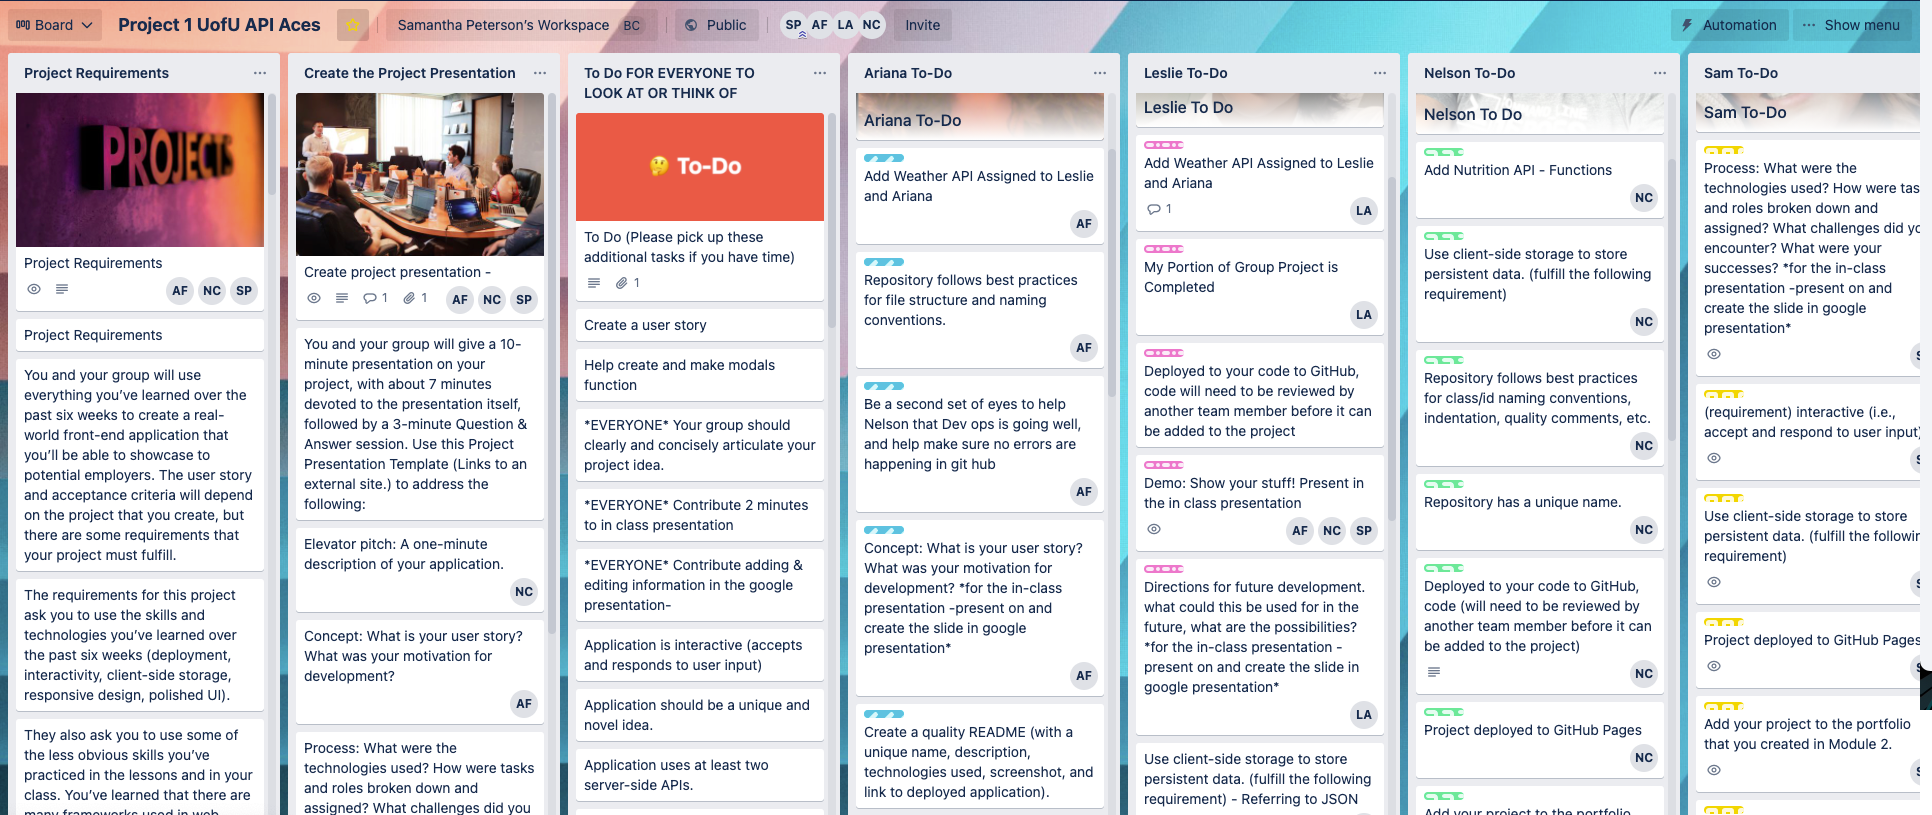 Board
Project 1 UofU API Aces
Samantha Peterson's Workspace
BC
Public
SP
AF
LA
NC
Invite
Automation
Show menu
Project Requirements
PROJECTS
Project Requirements
AF
NC
SP
Project Requirements
You and your group will use
everything you've learned over the
past six weeks to create a real-
world front-end application that
you'll be able to showcase to
potential employers. The user story
and acceptance criteria will depend
on the project that you create, but
there are some requirements that
your project must fulfill.
The requirements for this project
ask you to use the skills and
technologies you've learned over
the past six weeks (deployment,
interactivity, client-side storage,
responsive design, polished UI).
They also ask you to use some of
the less obvious skills you've
practiced in the lessons and in your
class. You've learned that there are
many frameworks used in web
Create the Project Presentation
Create project presentation -
1
1
AF
NC
SP
You and your group will give a 10-
minute presentation on your
project, with about 7 minutes
devoted to the presentation itself,
followed by a 3-minute Question &
Answer session. Use this Project
Presentation Template (Links to an
external site.) to address the
following:
Elevator pitch: A one-minute
description of your application.
NC
Concept: What is your user story?
What was your motivation for
development?
AF
Process: What were the
technologies used? How were tasks
and roles broken down and
assigned? What challenges did you
To Do FOR EVERYONE TO
LOOK AT OR THINK OF
To-Do
To Do (Please pick up these
additional tasks if you have time)
1
Create a user story
Help create and make modals
function
*EVERYONE* Your group should
clearly and concisely articulate your
project idea.
*EVERYONE* Contribute 2 minutes
to in class presentation
*EVERYONE* Contribute adding &
editing information in the google
presentation-
Application is interactive (accepts
and responds to user input)
Application should be a unique and
novel idea.
Application uses at least two
server-side APIs.
Ariana To-Do
Ariana To-Do
Add Weather API Assigned to Leslie
and Ariana
AF
Repository follows best practices
for file structure and naming
conventions.
AF
Be a second set of eyes to help
Nelson that Dev ops is going well,
and help make sure no errors are
happening in git hub
AF
Concept: What is your user story?
What was your motivation for
development? *for the in-class
presentation -present on and
create the slide in google
presentation*
AF
Create a quality README (with a
unique name, description,
technologies used, screenshot, and
link to deployed application).
Leslie To-Do
Leslie To Do
Add Weather API Assigned to Leslie
and Ariana
1
LA
My Portion of Group Project is
Completed
LA
Deployed to your code to GitHub,
code will need to be reviewed by
another team member before it can
be added to the project
Demo: Show your stuff! Present in
the in class presentation
AF
NC
SP
Directions for future development.
what could this be used for in the
future, what are the possibilities?
*for the in-class presentation -
present on and create the slide in
google presentation*
LA
Use client-side storage to store
persistent data. (fulfill the following
requirement) - Referring to JSON
Nelson To-Do
Nelson To Do
Add Nutrition API - Functions
NC
Use client-side storage to store
persistent data. (fulfill the following
requirement)
NC
Repository follows best practices
for class/id naming conventions,
indentation, quality comments, etc.
NC
Repository has a unique name.
NC
Deployed to your code to GitHub,
code (will need to be reviewed by
another team member before it can
be added to the project)
NC
Project deployed to GitHub Pages
NC
Add your project to the portfolio
Sam To-Do
Sam To-Do
Process: What were the
technologies used? How were tas
and roles broken down and
assigned? What challenges did yo
encounter? What were your
successes? *for the in-class
presentation -present on and
create the slide in google
presentation*
(requirement) interactive (i.e.,
accept and respond to user input)
Use client-side storage to store
persistent data. (fulfill the followin
requirement)
Project deployed to GitHub Pages
Add your project to the portfolio
that you created in Module 2.